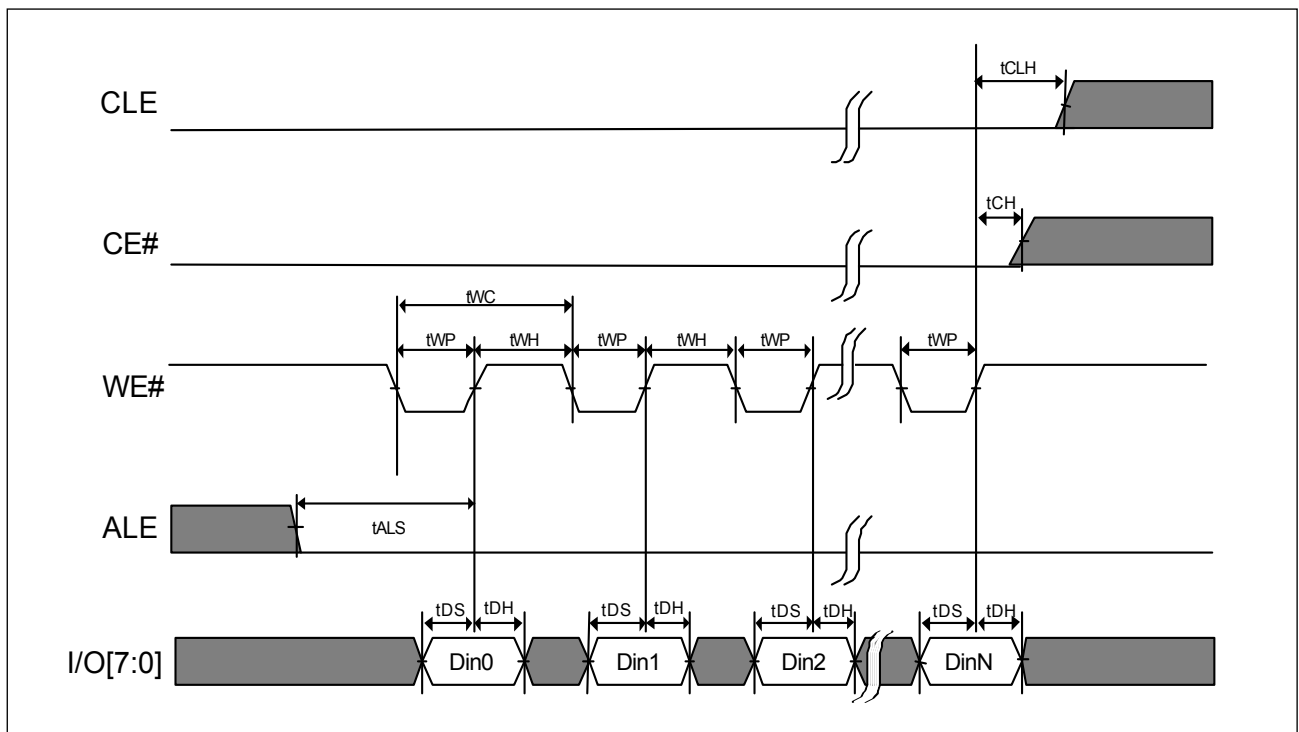 tCLH
CLE
tCH
CE#
tWC
tWP tWH tWP tWH tWP tWP
WE#
ALE
tALS
tDS tDH tDS tDH tDS tDH tDS tDH
I/O[7:0] Din0 Din1 Din2 DinN